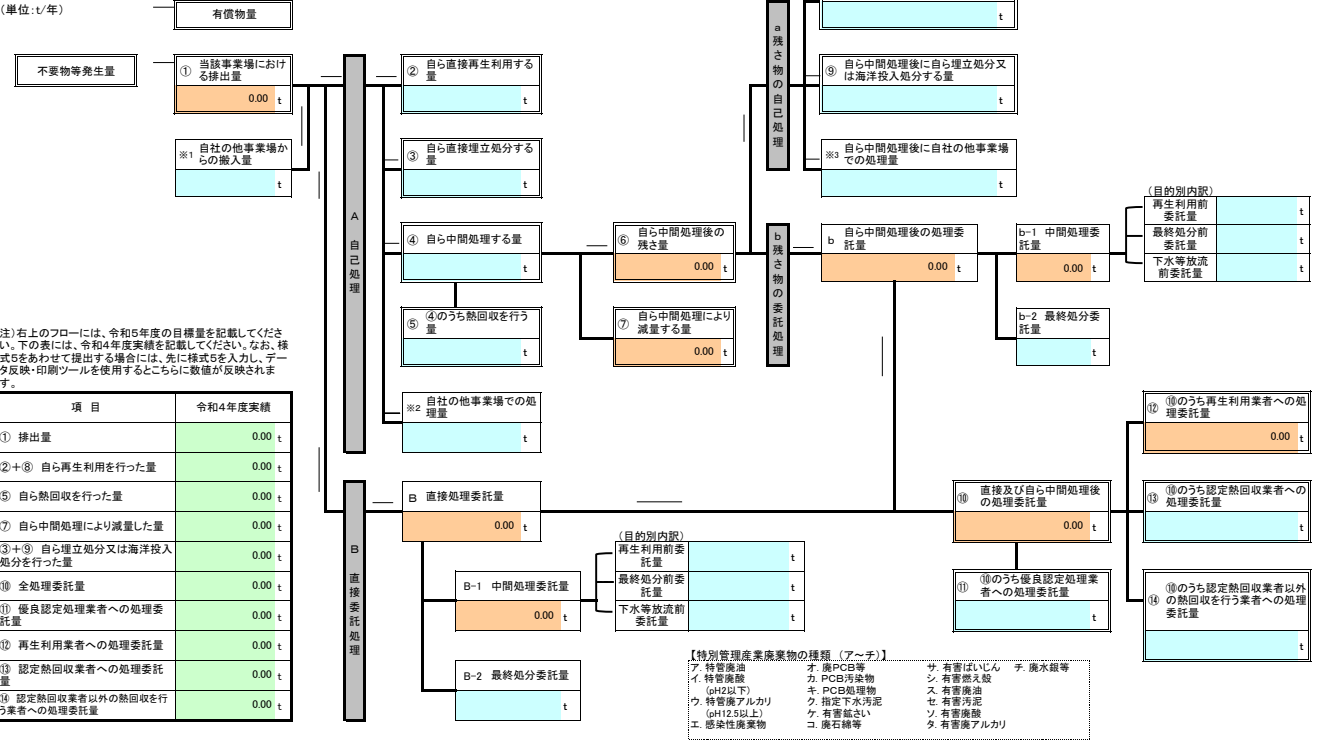 (単位:t/年)
有償物量
t
不要物等発生量
① 当該事業場におけ
る排出量
0.00 t
※1 自社の他事業場か
らの搬入量
t
A 自己処理
② 自ら直接再生利用する
量
t
③ 自ら直接埋立処分する
量
t
④ 自ら中間処理する量
t
⑤ ④のうち熱回収を行う
量
t
※2 自社の他事業場での処
理量
t
⑥ 自ら中間処理後の
残さ量
0.00 t
⑦ 自ら中間処理により
減量する量
0.00 t
a 残さ物の自己処理
t
⑨ 自ら中間処理後に自ら埋立処分又
は海洋投入処分する量
t
※3 自ら中間処理後に自社の他事業場
での処理量
t
b 残さ物の委託処理
b 自ら中間処理後の処理委
託量
0.00 t
b-1 中間処理委
託量
0.00 t
(目的別内訳)
再生利用前
委託量
t
最終処分前
委託量
t
下水等放流
前委託量
t
b-2 最終処分委
託量
t
注)右上のフローには、令和5年度の目標量を記載してくださ
い。下の表には、令和4年度実績を記載してください。なお、様
式5をあわせて提出する場合には、先に様式5を入力し、デー
タ反映・印刷ツールを使用するとこちらに数値が反映されま
す。
項 目 令和4年度実績
① 排出量 0.00 t
②+⑧ 自ら再生利用を行った量 0.00 t
⑤ 自ら熱回収を行った量 0.00 t
⑦ 自ら中間処理により減量した量 0.00 t
③+⑨ 自ら埋立処分又は海洋投入
処分を行った量 0.00 t
⑩ 全処理委託量 0.00 t
⑪ 優良認定処理業者への処理委
託量 0.00 t
⑫ 再生利用業者への処理委託量 0.00 t
⑬ 認定熱回収業者への処理委託
量 0.00 t
⑭ 認定熱回収業者以外の熱回収を行
う業者への処理委託量 0.00 t
B 直接委託処理
B 直接処理委託量
0.00 t
B-1 中間処理委託量
0.00 t
(目的別内訳)
再生利用前委
託量
t
最終処分前委
託量
t
下水等放流前
委託量
t
B-2 最終処分委託量
t
⑩ 直接及び自ら中間処理後
の処理委託量
0.00 t
⑪ ⑩のうち優良認定処理業
者への処理委託量
t
⑫ ⑩のうち再生利用業者への処
理委託量
0.00 t
⑬ ⑩のうち認定熱回収業者への
処理委託量
t
⑭ ⑩のうち認定熱回収業者以外
の熱回収を行う業者への処理
委託量
t
【特別管理産業廃棄物の種類 (ア~チ)】
ア. 特管廃油 オ. 廃PCB等 サ. 有害ばいじん チ. 廃水銀等
イ. 特管廃酸 カ. PCB汚染物 シ. 有害燃え殻
(pH2以下) キ. PCB処理物 ス. 有害廃油
ウ. 特管廃アルカリ ク. 指定下水汚泥 セ. 有害汚泥
(pH12.5以上) ケ. 有害鉱さい ソ. 有害廃酸
エ. 感染性廃棄物 コ. 廃石綿等 タ. 有害廃アルカリ